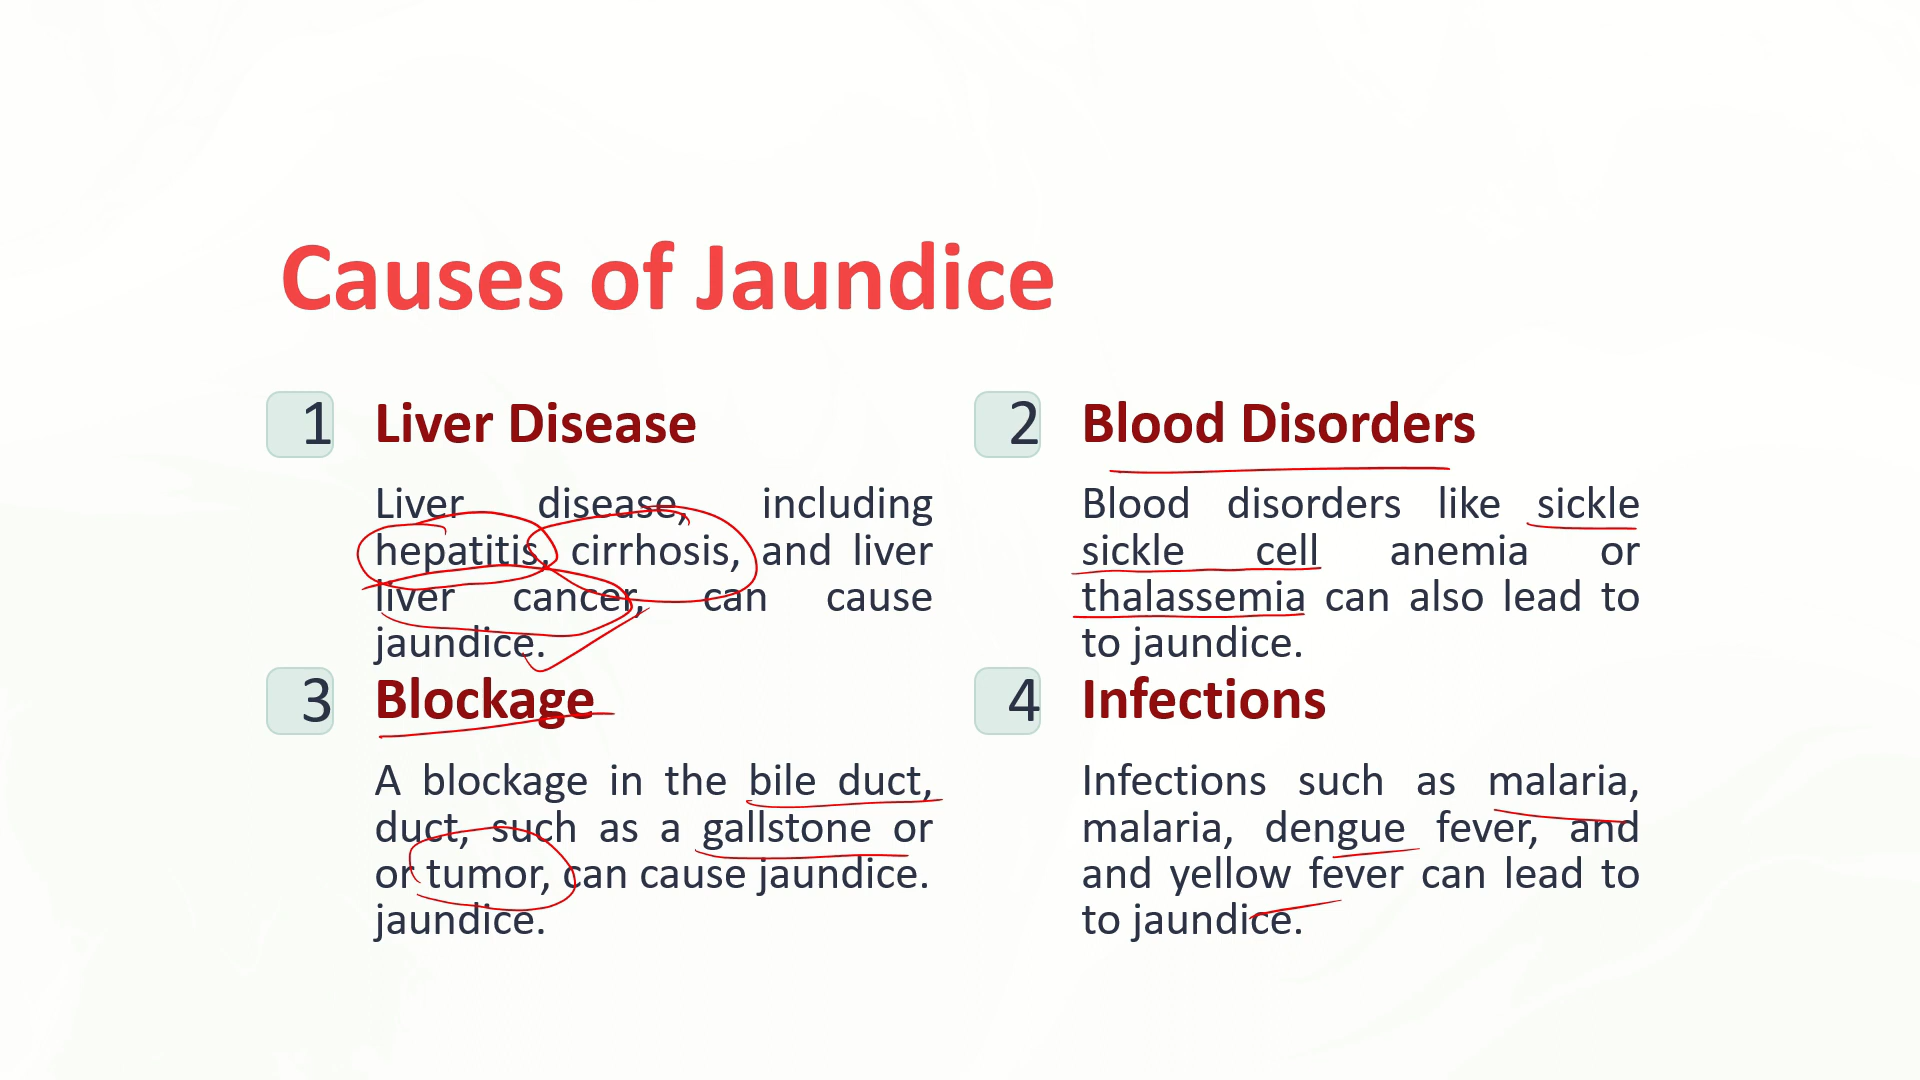 Causes of Jaundice
1 Liver Disease
Liver disease, including
hepatitis, cirrhosis, and liver
liver cancer, can cause
jaundice.
2 Blood Disorders
Blood disorders like sickle
sickle cell anemia or
thalassemia can also lead to
to jaundice.
3 Blockage
A blockage in the bile duct,
duct, such as a gallstone or
or tumor, can cause jaundice.
jaundice.
4 Infections
Infections such as malaria,
malaria, dengue fever, and
and yellow fever can lead to
to jaundice.